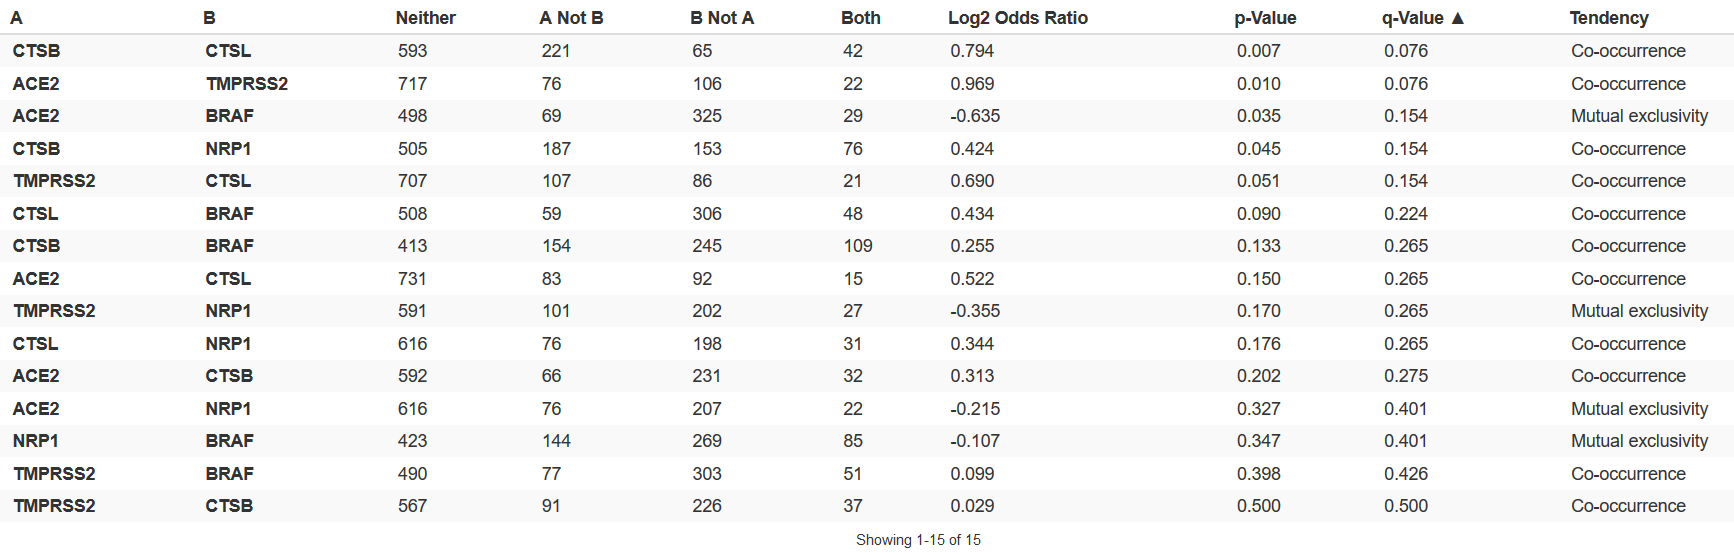 A B Neither A Not B B Not A Both Log2 Odds Ratio p-Value q-Value ▲ Tendency
CTSB CTSL 593 221 65 42 0.794 0.007 0.076 Co-occurrence
ACE2 TMPRSS2 717 76 106 22 0.969 0.010 0.076 Co-occurrence
ACE2 BRAF 498 69 325 29 -0.635 0.035 0.154 Mutual exclusivity
CTSB NRP1 505 187 153 76 0.424 0.045 0.154 Co-occurrence
TMPRSS2 CTSL 707 107 86 21 0.690 0.051 0.154 Co-occurrence
CTSL BRAF 508 59 306 48 0.434 0.090 0.224 Co-occurrence
CTSB BRAF 413 154 245 109 0.255 0.133 0.265 Co-occurrence
ACE2 CTSL 731 83 92 15 0.522 0.150 0.265 Co-occurrence
TMPRSS2 NRP1 591 101 202 27 -0.355 0.170 0.265 Mutual exclusivity
CTSL NRP1 616 76 198 31 0.344 0.176 0.265 Co-occurrence
ACE2 CTSB 592 66 231 32 0.313 0.202 0.275 Co-occurrence
ACE2 NRP1 616 76 207 22 -0.215 0.327 0.401 Mutual exclusivity
NRP1 BRAF 423 144 269 85 -0.107 0.347 0.401 Mutual exclusivity
TMPRSS2 BRAF 490 77 303 51 0.099 0.398 0.426 Co-occurrence
TMPRSS2 CTSB 567 91 226 37 0.029 0.500 0.500 Co-occurrence
Showing 1-15 of 15